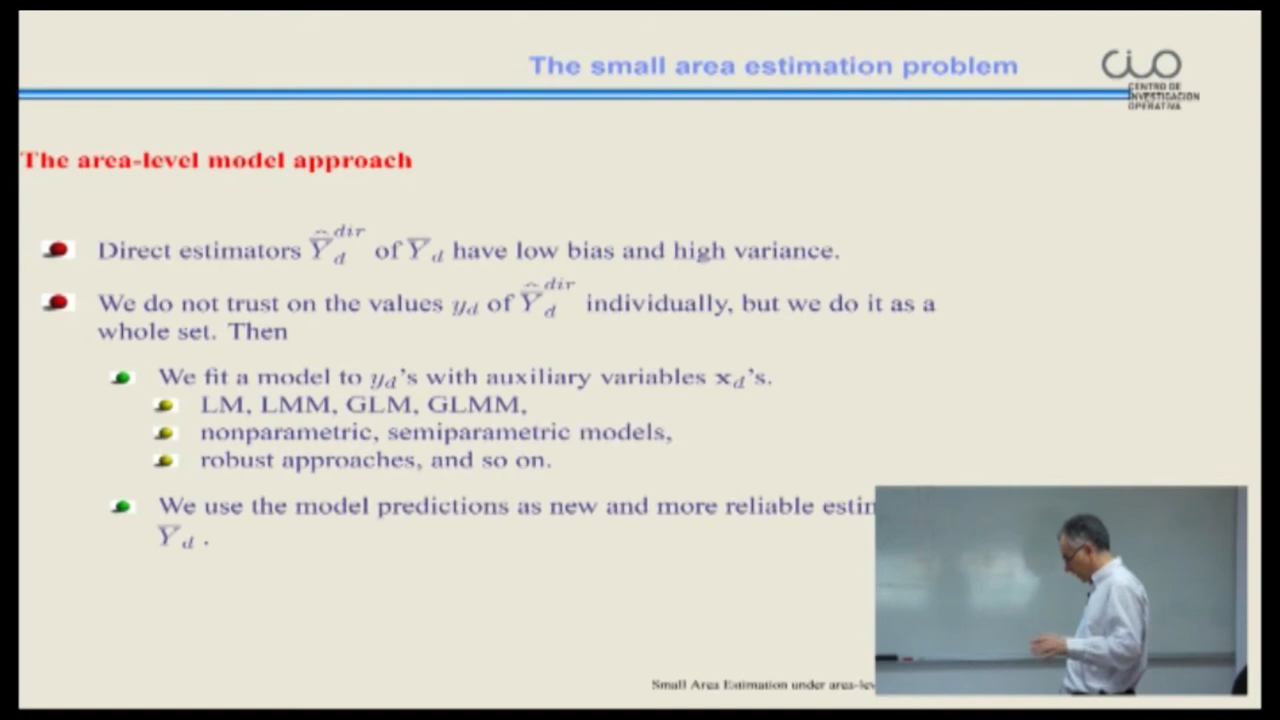 The small area estimation problem
CIO
CENTRO DE
INVESTIGACION
OPERATIVA
The area-level model approach
Direct estimators $\hat{\overline{Y}}_d^{dir}$ of $\overline{Y}_d$ have low bias and high variance.
We do not trust on the values $y_d$ of $\hat{\overline{Y}}_d^{dir}$ individually, but we do it as a
whole set. Then
We fit a model to $y_d$'s with auxiliary variables $\mathbf{x}_d$'s.
LM, LMM, GLM, GLMM,
nonparametric, semiparametric models,
robust approaches, and so on.
We use the model predictions as new and more reliable
$\overline{Y}_d$ .
Small Area Estimation under